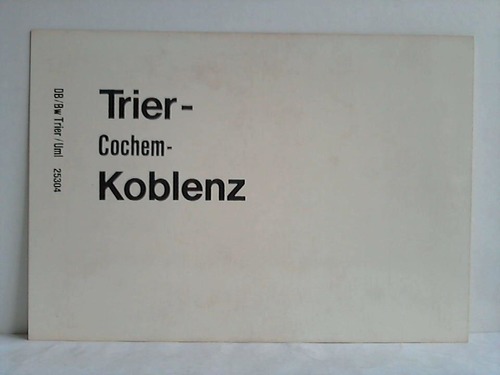 Trier-
Cochem-
Koblenz
DB/Bw Trier/Uml 25304